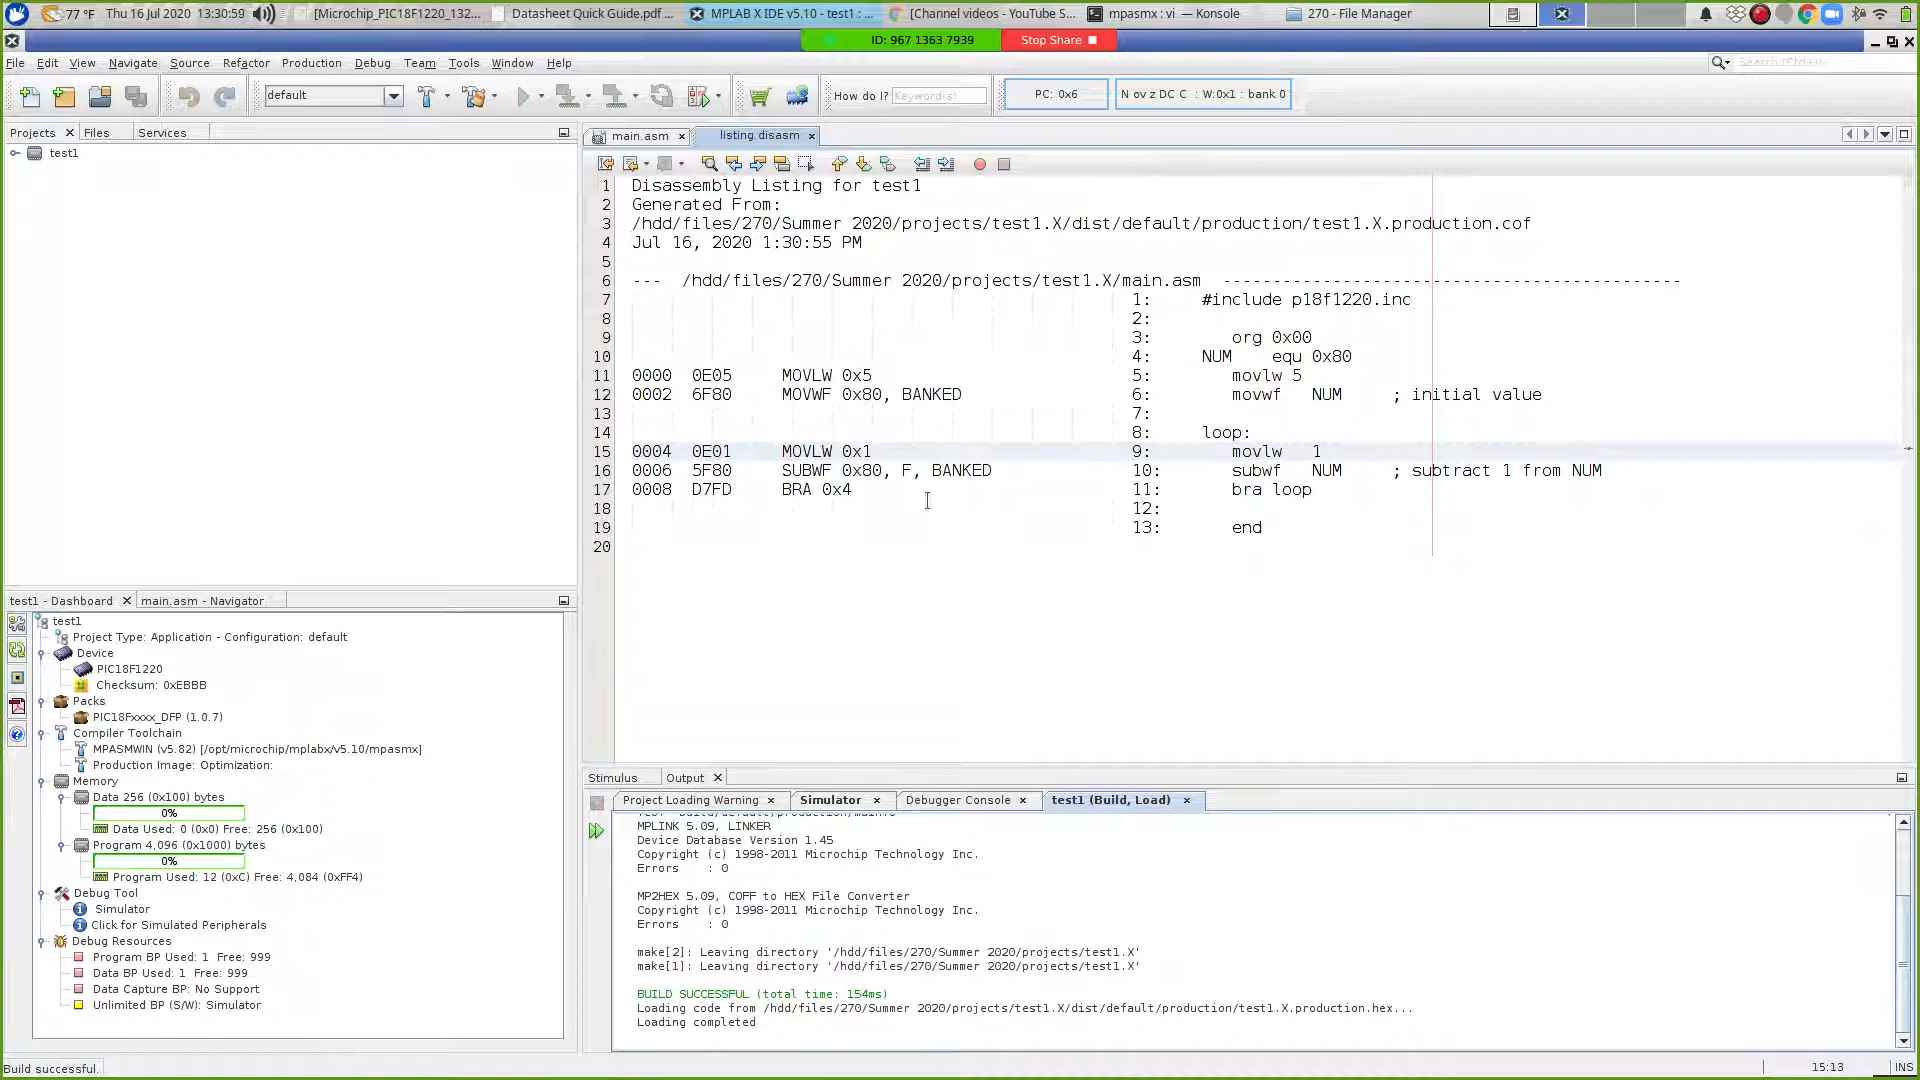 77 °F Thu 16 Jul 2020 13:30:59 [Microchip_PIC18F1220_132... Datasheet Quick Guide.pdf ... MPLAB X IDE v5.10 - test1 : ... [Channel videos - YouTube S... mpasmx : vi — Konsole 270 - File Manager
ID: 967 1363 7939 Stop Share
File Edit View Navigate Source Refactor Production Debug Team Tools Window Help Search (Ctrl+I)
default How do I? Keyword(s) PC: 0x6 N ov z DC C : W:0x1 : bank 0
Projects Files Services
test1
main.asm listing.disasm
1 Disassembly Listing for test1
2 Generated From:
3 /hdd/files/270/Summer 2020/projects/test1.X/dist/default/production/test1.X.production.cof
4 Jul 16, 2020 1:30:55 PM
5
6 --- /hdd/files/270/Summer 2020/projects/test1.X/main.asm ---------------------------------------------
7 1: #include p18f1220.inc
8 2:
9 3: org 0x00
10 4: NUM equ 0x80
11 0000 0E05 MOVLW 0x5 5: movlw 5
12 0002 6F80 MOVWF 0x80, BANKED 6: movwf NUM ; initial value
13 7:
14 8: loop:
15 0004 0E01 MOVLW 0x1 9: movlw 1
16 0006 5F80 SUBWF 0x80, F, BANKED 10: subwf NUM ; subtract 1 from NUM
17 0008 D7FD BRA 0x4 11: bra loop
18 12:
19 13: end
20
test1 - Dashboard main.asm - Navigator
test1
Project Type: Application - Configuration: default
Device
PIC18F1220
Checksum: 0xEBBB
Packs
PIC18Fxxxx_DFP (1.0.7)
Compiler Toolchain
MPASMWIN (v5.82) [/opt/microchip/mplabx/v5.10/mpasmx]
Production Image: Optimization:
Memory
Data 256 (0x100) bytes
0%
Data Used: 0 (0x0) Free: 256 (0x100)
Program 4,096 (0x1000) bytes
0%
Program Used: 12 (0xC) Free: 4,084 (0xFF4)
Debug Tool
Simulator
Click for Simulated Peripherals
Debug Resources
Program BP Used: 1 Free: 999
Data BP Used: 1 Free: 999
Data Capture BP: No Support
Unlimited BP (S/W): Simulator
Stimulus Output
Project Loading Warning Simulator Debugger Console test1 (Build, Load)
MPLINK 5.09, LINKER
Device Database Version 1.45
Copyright (c) 1998-2011 Microchip Technology Inc.
Errors : 0
MP2HEX 5.09, COFF to HEX File Converter
Copyright (c) 1998-2011 Microchip Technology Inc.
Errors : 0
make[2]: Leaving directory '/hdd/files/270/Summer 2020/projects/test1.X'
make[1]: Leaving directory '/hdd/files/270/Summer 2020/projects/test1.X'
BUILD SUCCESSFUL (total time: 154ms)
Loading code from /hdd/files/270/Summer 2020/projects/test1.X/dist/default/production/test1.X.production.hex...
Loading completed
Build successful. 15:13 INS